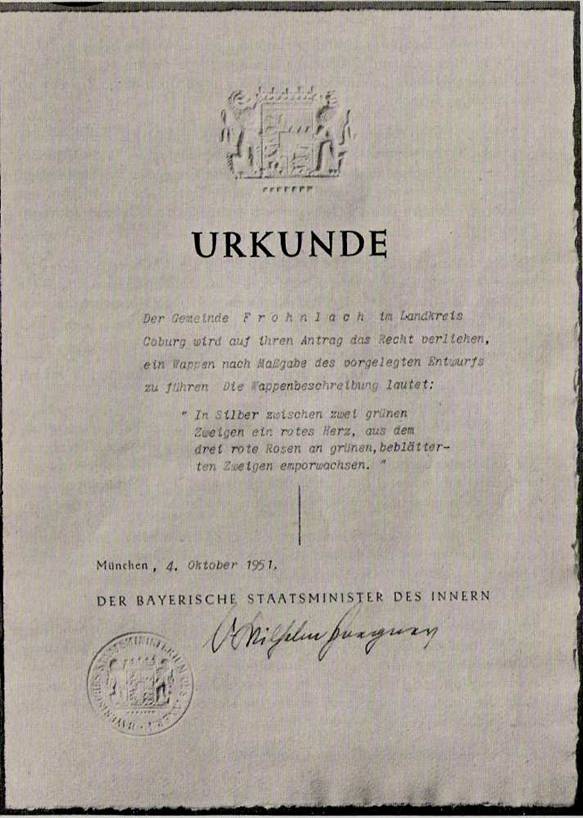 URKUNDE
Der Gemeinde Frohnlach im Landkreis
Coburg wird auf Ihren Antrag das Recht verliehen,
ein Wappen nach Maßgabe des vorgelegten Entwurfs
zu führen Die Wappenbeschreibung lautet:
" In Silber zwischen zwei grünen
Zweigen ein rotes Herz, aus dem
drei rote Rosen an grünen, beblätter-
ten Zweigen emporwachsen. "
München, 4. Oktober 1951.
DER BAYERISCHE STAATSMINISTER DES INNERN
Wilhelm